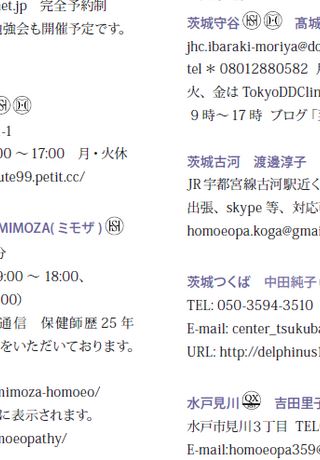 net.jp　完全予約制
勉強会も開催予定です。
-1
00 〜 17:00　月・火休
ute99.petit.cc/
MIMOZA( ミモザ )
分
9:00 〜 18:00、
:00）
通信　保健師歴 25 年
をいただいております。
mimoza-homoeo/
に表示されます。
moeopathy/
茨城守谷　髙城
jhc.ibaraki-moriya@do
tel＊08012880582
火、金は TokyoDDClin
9 時〜 17 時　ブログ「
茨城古河　渡邊淳子
JR 宇都宮線古河駅近く
出張、skype 等、対応
homoeopa.koga@gmai
茨城つくば　中田純子
TEL: 050-3594-3510
E-mail: center_tsukuba
URL: http://delphinus
水戸見川　吉田里子
水戸市見川３丁目　TEL
E-mail:homoeopa359@